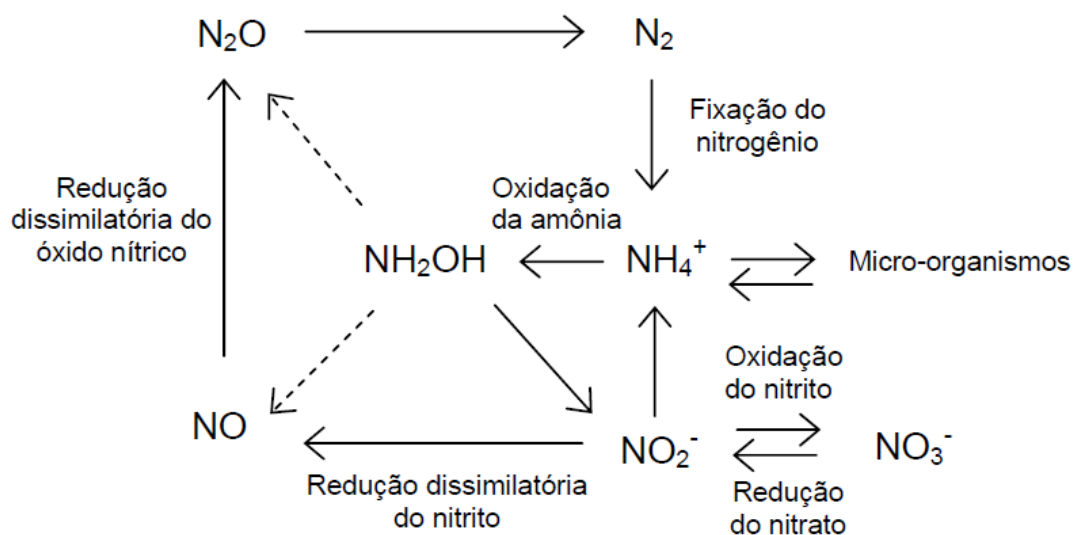 N₂O
N₂
Fixação do
nitrogênio
Redução
dissimilatória do
óxido nítrico
Oxidação
da amônia
NH₂OH
NH₄⁺
Micro-organismos
Oxidação
do nitrito
NO
NO₂⁻
NO₃⁻
Redução dissimilatória
do nitrito
Redução
do nitrato